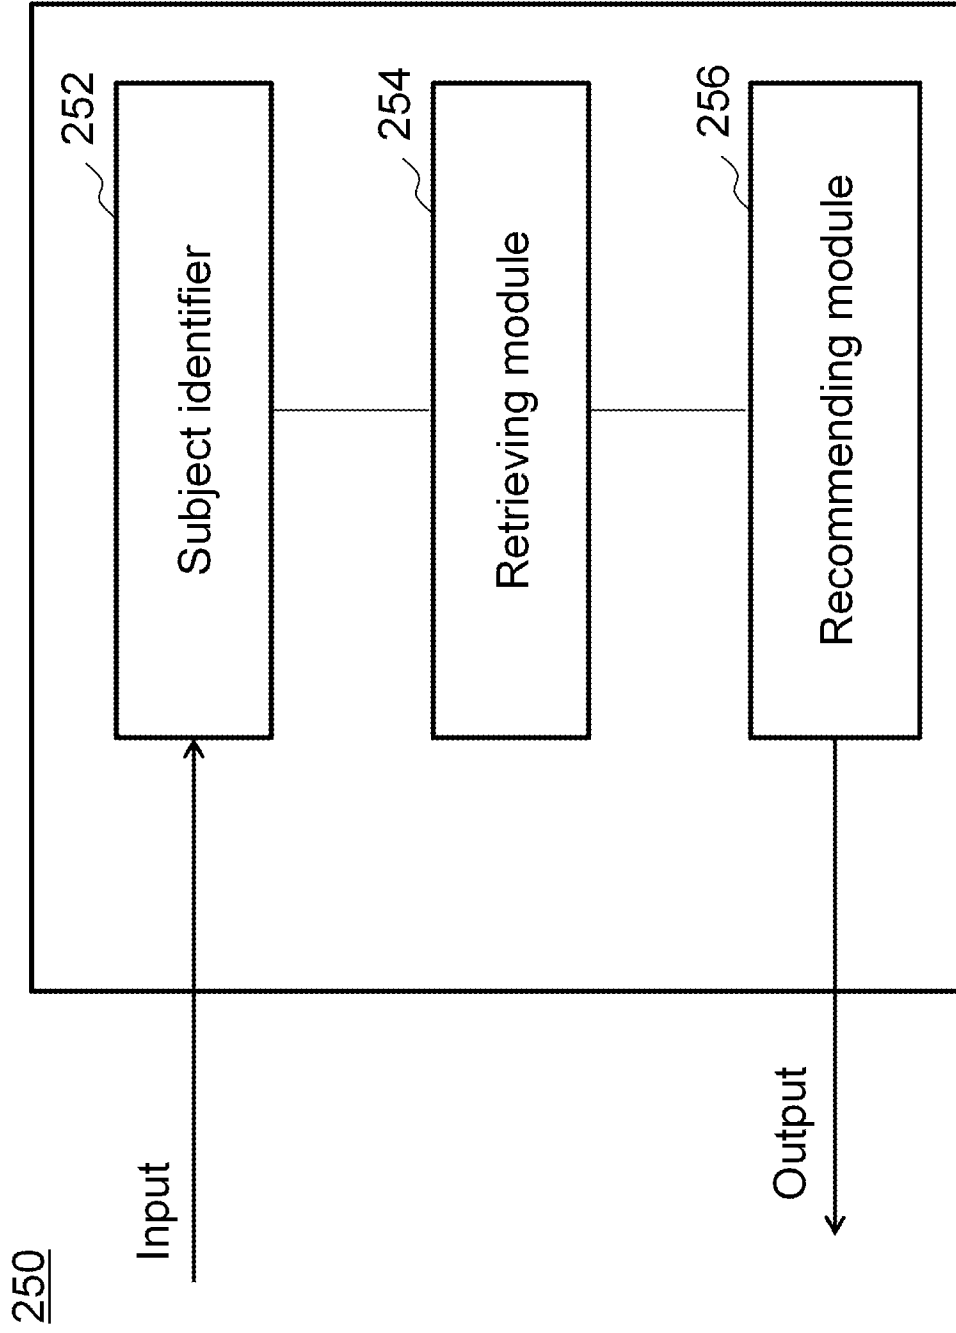 250
Input
Output
252
Subject identifier
254
Retrieving module
256
Recommending module